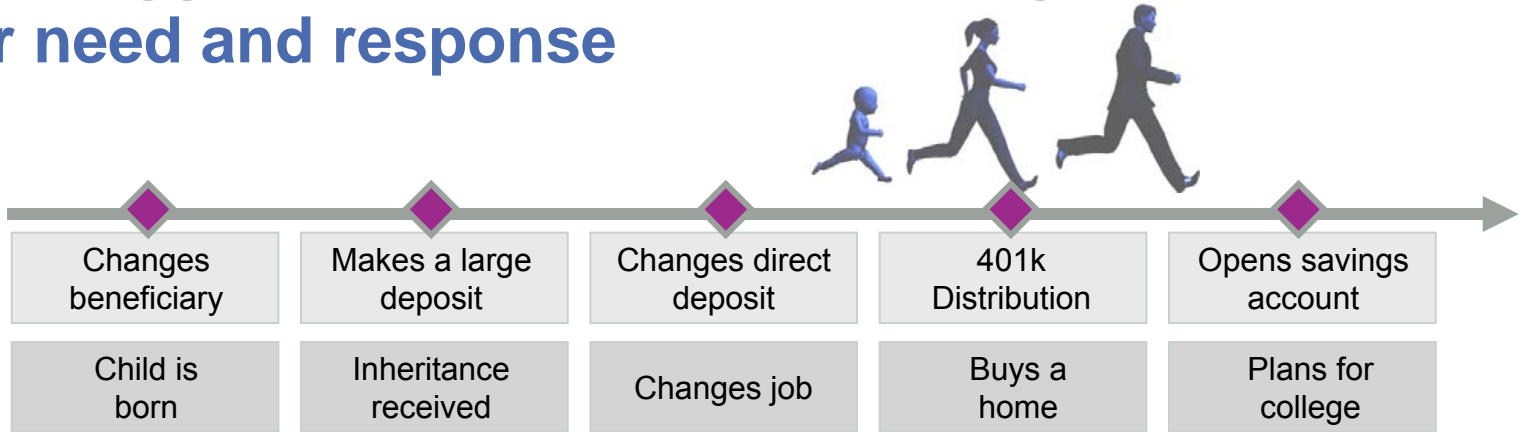 r need and response
Changes
beneficiary
Makes a large
deposit
Changes direct
deposit
401k
Distribution
Opens savings
account
Child is
born
Inheritance
received
Changes job
Buys a
home
Plans for
college